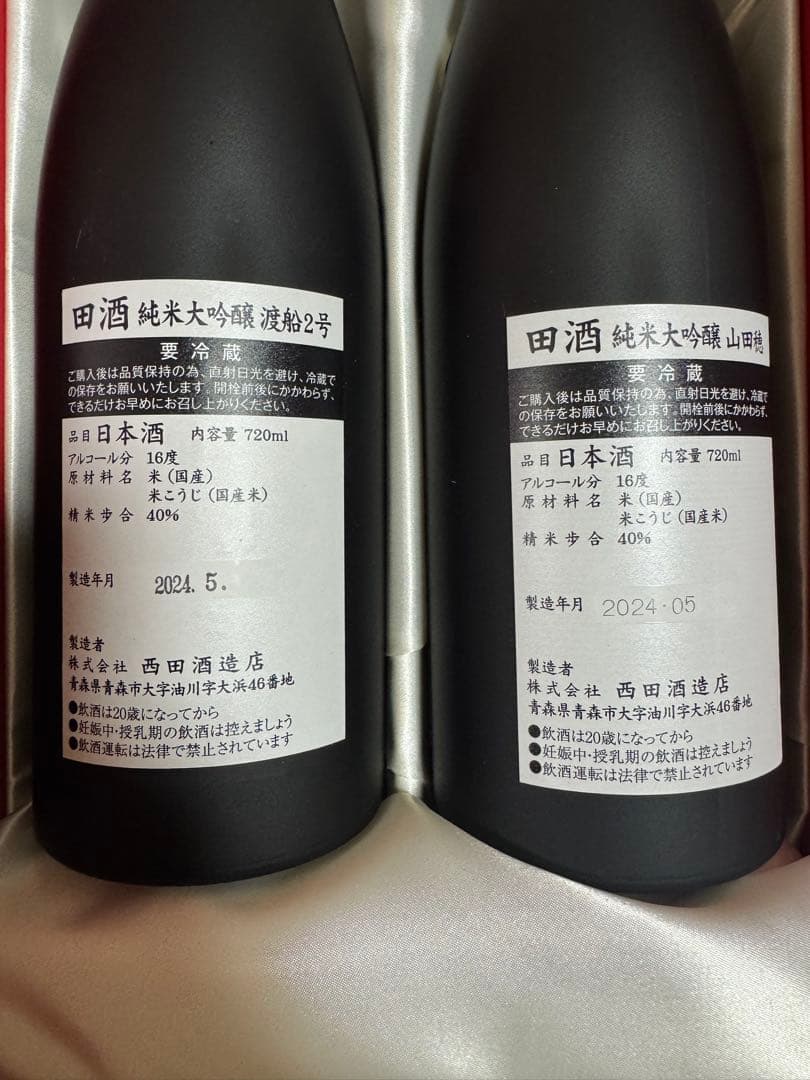 田酒 純米大吟醸 渡船2号
要冷蔵
ご購入後は品質保持の為、直射日光を避け、冷蔵で
の保存をお願いいたします。開栓前後にかかわらず、
できるだけお早めにお召し上がりください。
品目 日本酒 内容量 720ml
アルコール分 16度
原材料名 米（国産）
米こうじ（国産米）
精米歩合 40%
製造年月 2024.5.
製造者
株式会社 西田酒造店
青森県青森市大字油川字大浜46番地
●飲酒は20歳になってから
●妊娠中・授乳期の飲酒は控えましょう
●飲酒運転は法律で禁止されています
田酒 純米大吟醸 山田穂
要冷蔵
ご購入後は品質保持の為、直射日光を避け、冷蔵で
の保存をお願いいたします。開栓前後にかかわらず、
できるだけお早めにお召し上がりください。
品目 日本酒 内容量 720ml
アルコール分 16度
原材料名 米（国産）
米こうじ（国産米）
精米歩合 40%
製造年月 2024・05
製造者
株式会社 西田酒造店
青森県青森市大字油川字大浜46番地
●飲酒は20歳になってから
●妊娠中・授乳期の飲酒は控えましょう
●飲酒運転は法律で禁止されています